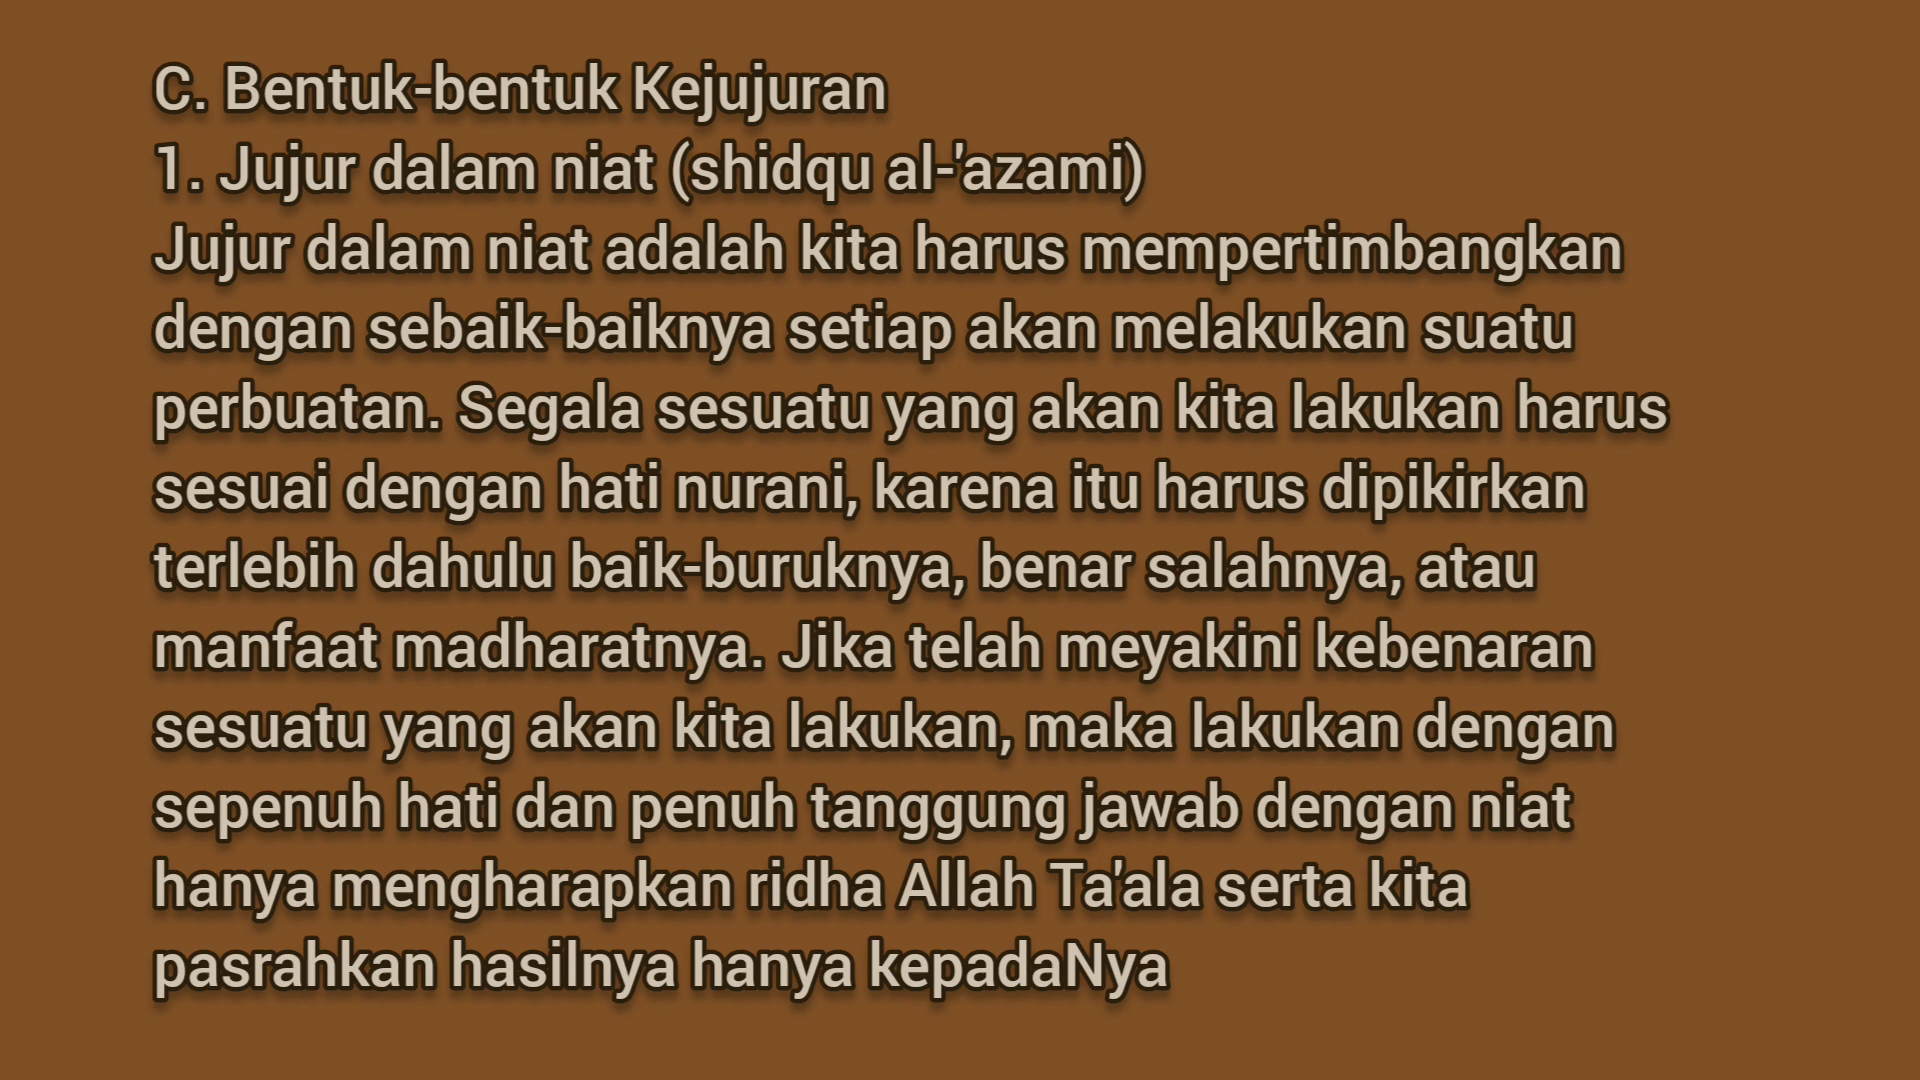 C. Bentuk-bentuk Kejujuran
1. Jujur dalam niat (shidqu al-'azami)
Jujur dalam niat adalah kita harus mempertimbangkan
dengan sebaik-baiknya setiap akan melakukan suatu
perbuatan. Segala sesuatu yang akan kita lakukan harus
sesuai dengan hati nurani, karena itu harus dipikirkan
terlebih dahulu baik-buruknya, benar salahnya, atau
manfaat madharatnya. Jika telah meyakini kebenaran
sesuatu yang akan kita lakukan, maka lakukan dengan
sepenuh hati dan penuh tanggung jawab dengan niat
hanya mengharapkan ridha Allah Ta'ala serta kita
pasrahkan hasilnya hanya kepadaNya